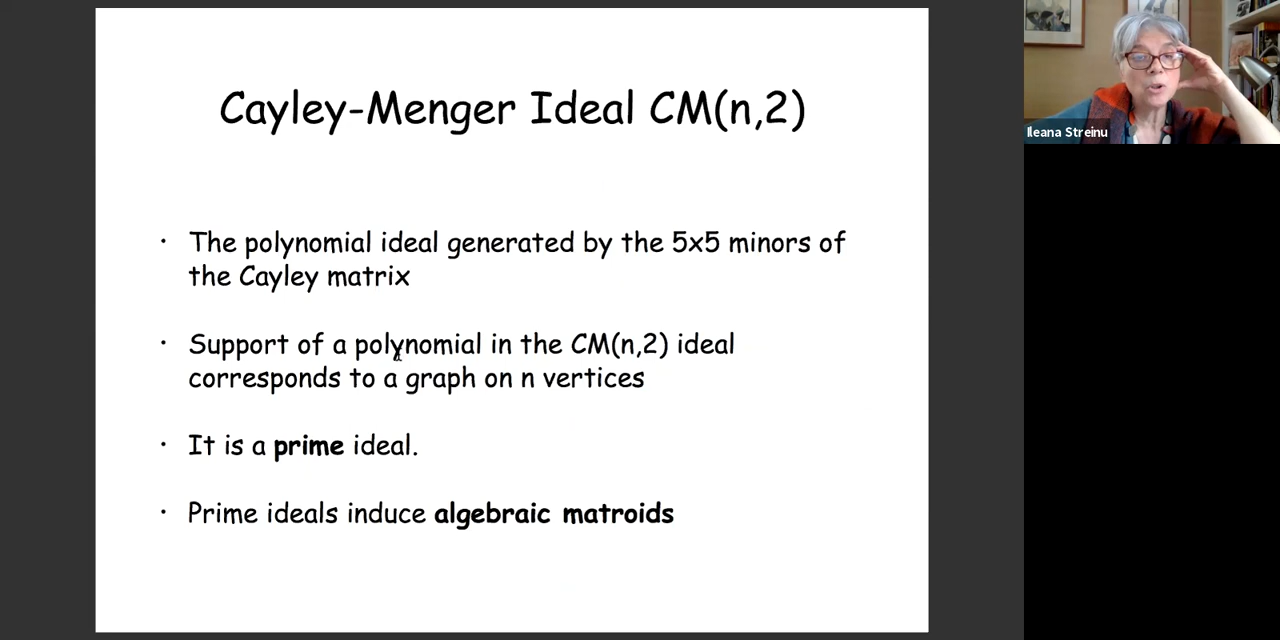 Cayley-Menger Ideal CM(n,2)
• The polynomial ideal generated by the 5x5 minors of
the Cayley matrix
• Support of a polynomial in the CM(n,2) ideal
corresponds to a graph on n vertices
• It is a prime ideal.
• Prime ideals induce algebraic matroids
Ileana Streinu